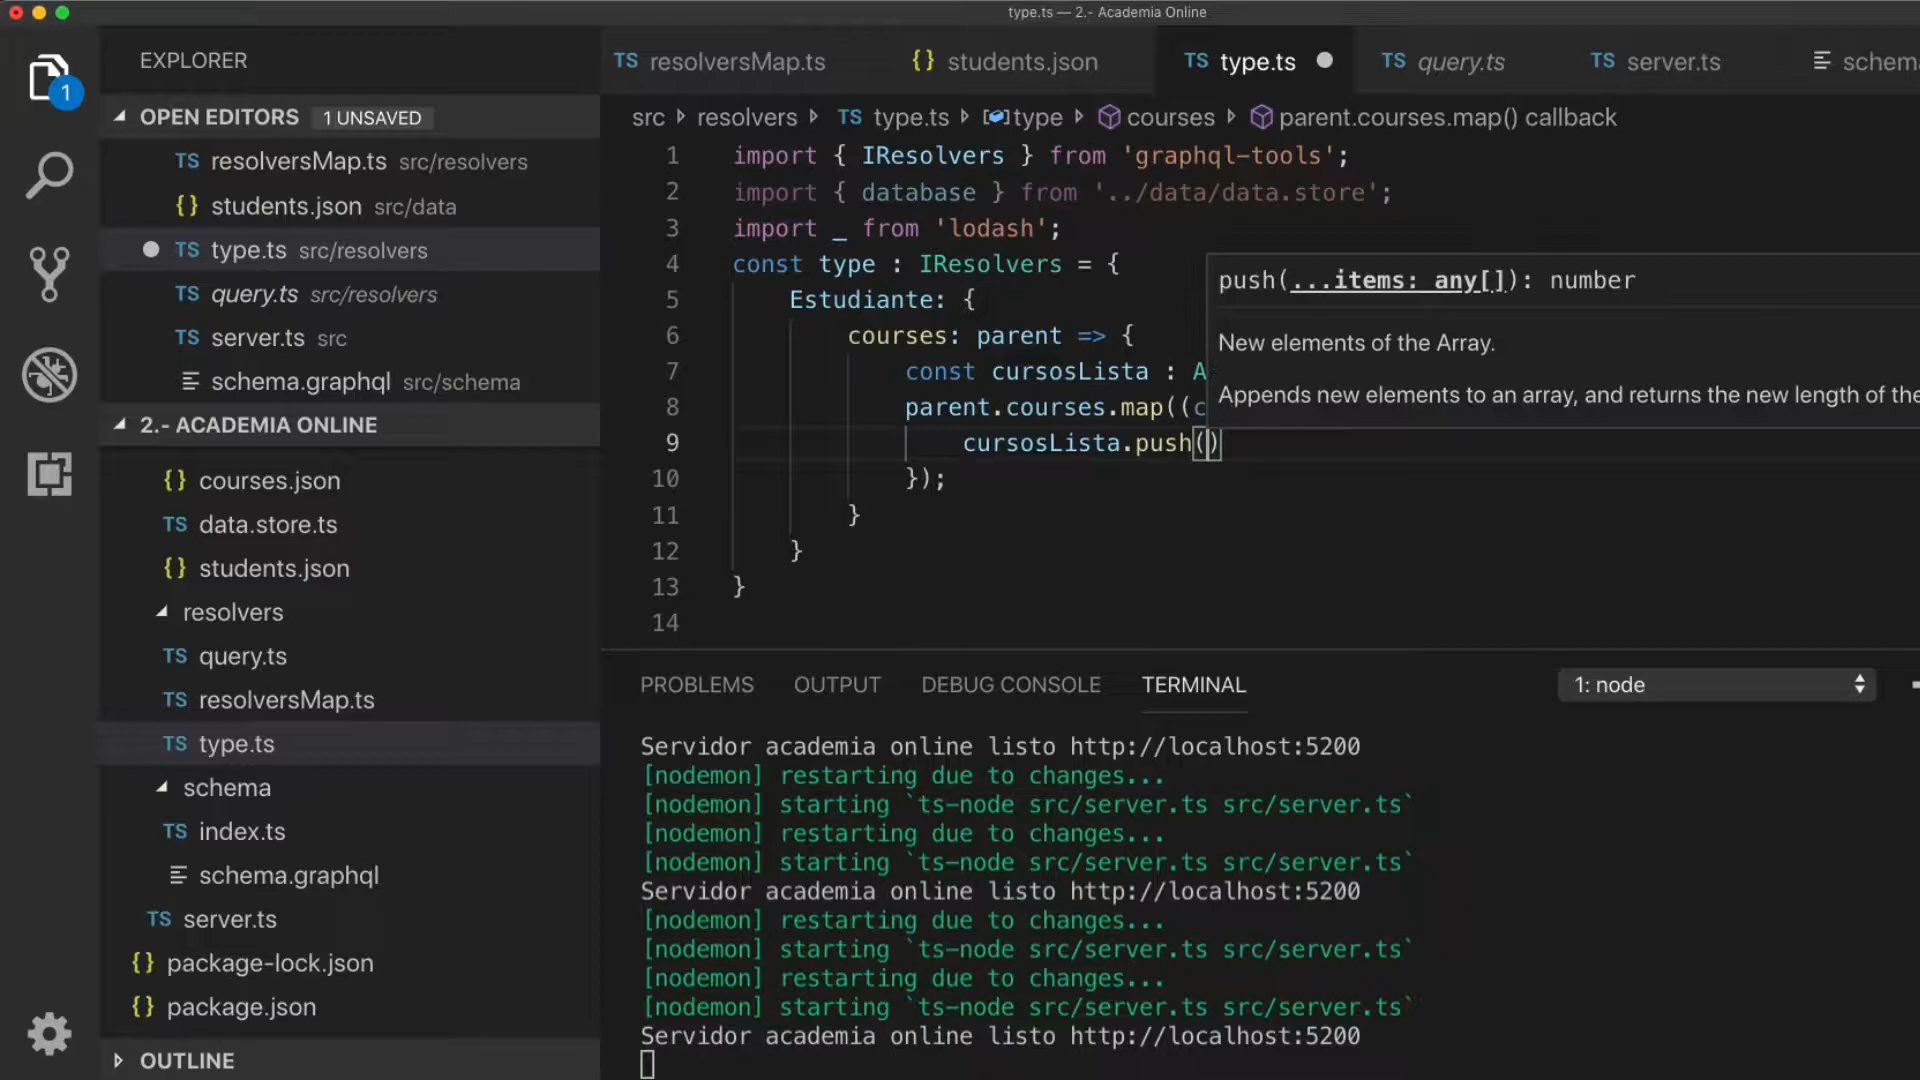 type.ts — 2.- Academia Online
EXPLORER
1
OPEN EDITORS 1 UNSAVED
TS resolversMap.ts src/resolvers
{} students.json src/data
TS type.ts src/resolvers
TS query.ts src/resolvers
TS server.ts src
schema.graphql src/schema
2.- ACADEMIA ONLINE
{} courses.json
TS data.store.ts
{} students.json
resolvers
TS query.ts
TS resolversMap.ts
TS type.ts
schema
TS index.ts
schema.graphql
TS server.ts
{} package-lock.json
{} package.json
OUTLINE
TS resolversMap.ts {} students.json TS type.ts TS query.ts TS server.ts schema
src resolvers TS type.ts type courses parent.courses.map() callback
1 import { IResolvers } from 'graphql-tools';
2 import { database } from '../data/data.store';
3 import _ from 'lodash';
4 const type : IResolvers = {
5 Estudiante: {
6 courses: parent => {
7 const cursosLista : A
8 parent.courses.map((c
9 cursosLista.push()
10 });
11 }
12 }
13 }
14
push(...items: any[]): number
New elements of the Array.
Appends new elements to an array, and returns the new length of the
PROBLEMS OUTPUT DEBUG CONSOLE TERMINAL 1: node
Servidor academia online listo http://localhost:5200
[nodemon] restarting due to changes...
[nodemon] starting `ts-node src/server.ts src/server.ts`
[nodemon] restarting due to changes...
[nodemon] starting `ts-node src/server.ts src/server.ts`
Servidor academia online listo http://localhost:5200
[nodemon] restarting due to changes...
[nodemon] starting `ts-node src/server.ts src/server.ts`
[nodemon] restarting due to changes...
[nodemon] starting `ts-node src/server.ts src/server.ts`
Servidor academia online listo http://localhost:5200